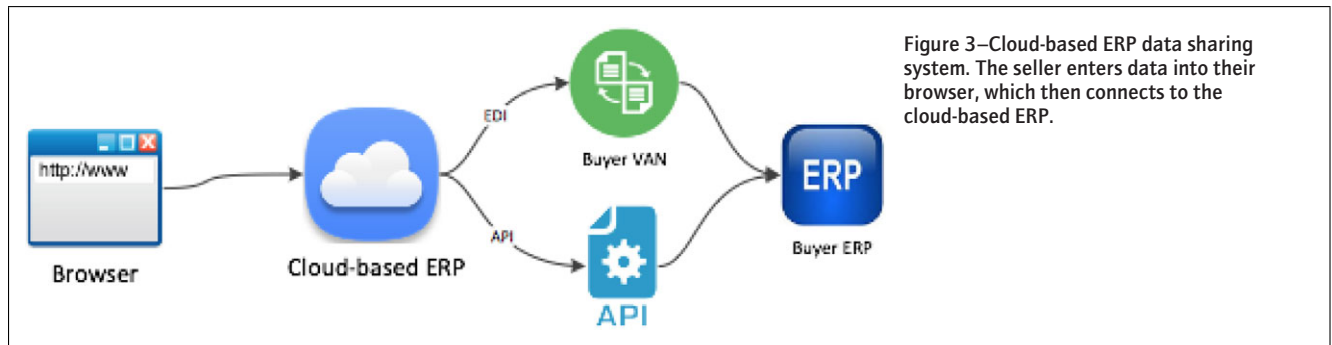 Figure 3–Cloud-based ERP data sharing
system. The seller enters data into their
browser, which then connects to the
cloud-based ERP.
http://www
Browser
Cloud-based ERP
EDI
API
Buyer VAN
API
ERP
Buyer ERP